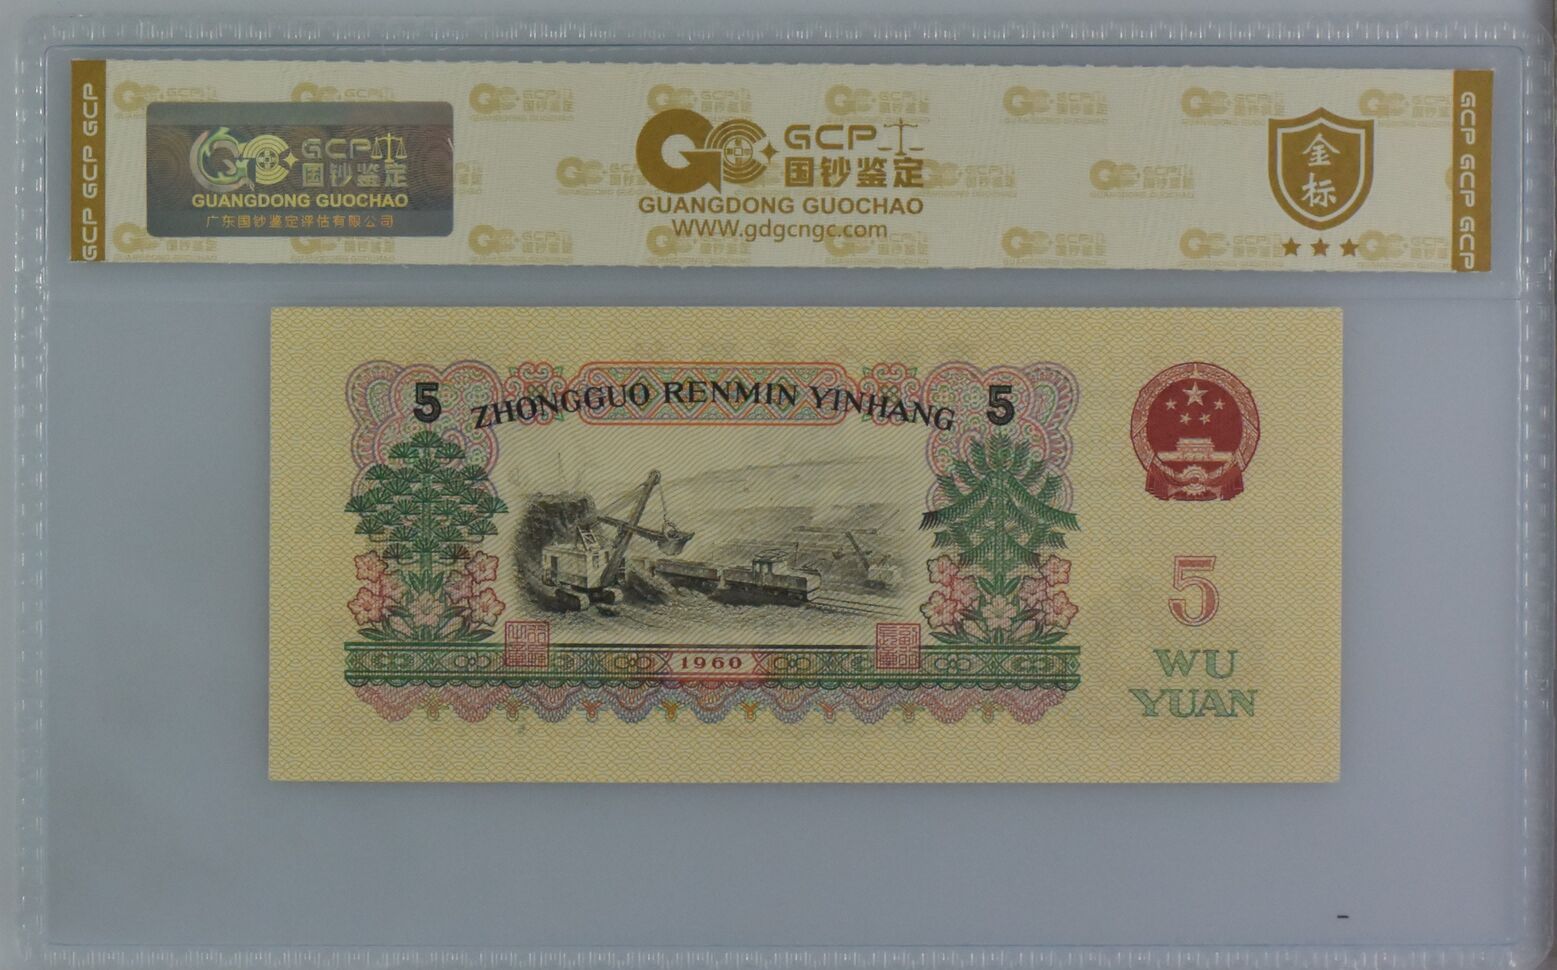 GCP GCP GCP
GCP
国钞鉴定
GUANGDONG GUOCHAO
广东国钞鉴定评估有限公司
GCP
国钞鉴定
GUANGDONG GUOCHAO
WWW.gdgcngc.com
金标
GCP GCP GCP
5
ZHONGGUO RENMIN YINHANG
5
5
WU
YUAN
1960